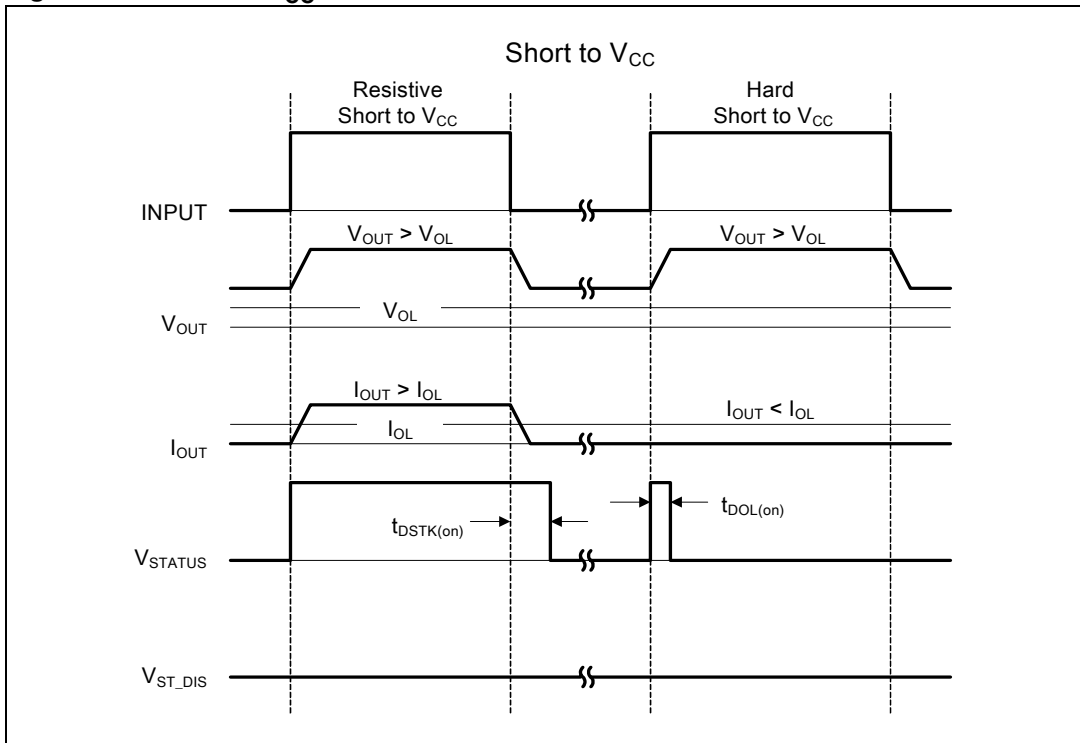 Short to VCC
Resistive
Short to VCC
Hard
Short to VCC
INPUT
VOUT > VOL
VOUT > VOL
VOL
VOUT
IOUT > IOL
IOUT < IOL
IOL
IOUT
tDSTK(on)
tDOL(on)
VSTATUS
VST_DIS